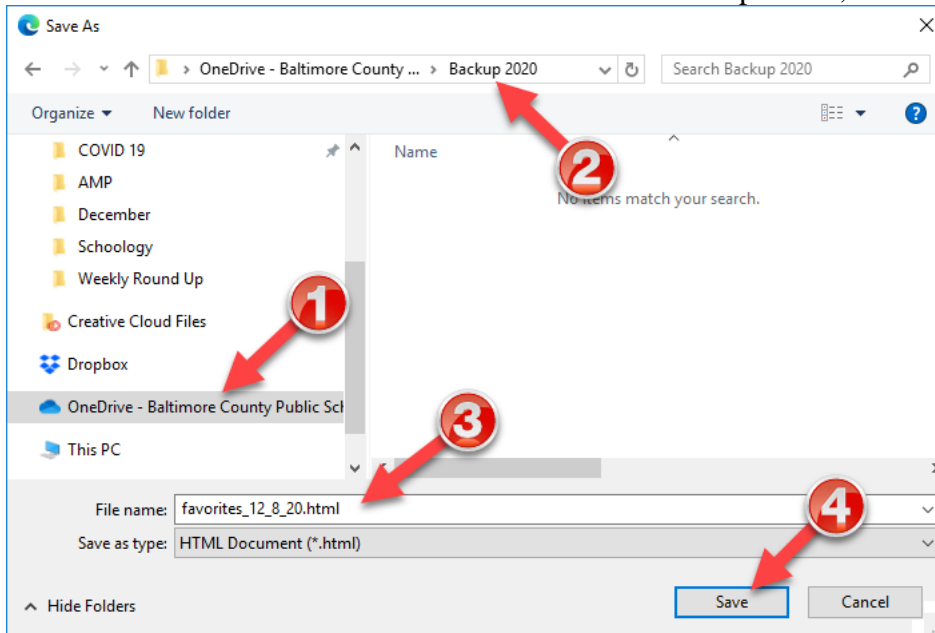 Save As
OneDrive - Baltimore County ... > Backup 2020
Search Backup 2020
Organize
New folder
?
COVID 19
AMP
December
Schoology
Weekly Round Up
Creative Cloud Files
Dropbox
OneDrive - Baltimore County Public Sch
This PC
Name
No items match your search.
1
2
3
4
File name: favorites_12_8_20.html
Save as type: HTML Document (*.html)
Hide Folders
Save
Cancel